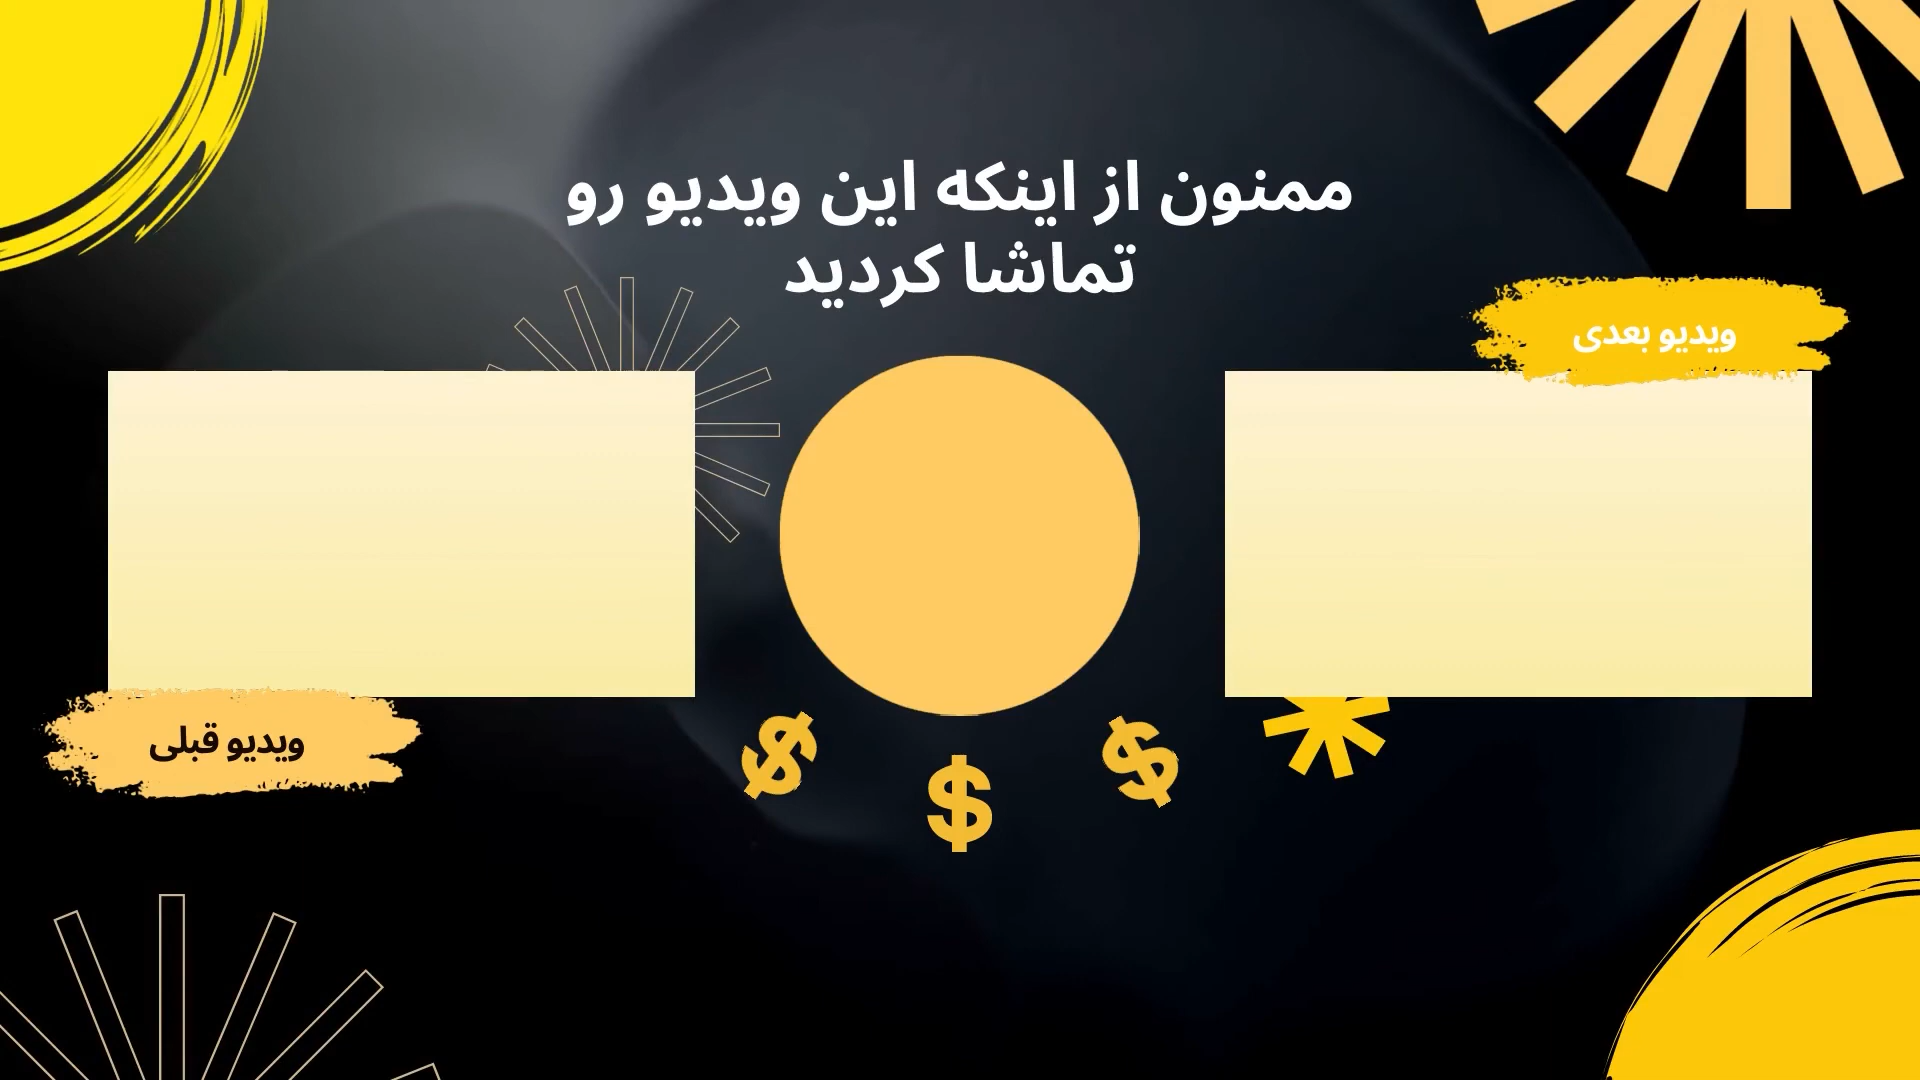 ممنون از اینکه این ویدیو رو
تماشا کردید
ویدیو بعدی
ویدیو قبلی
$ $ $